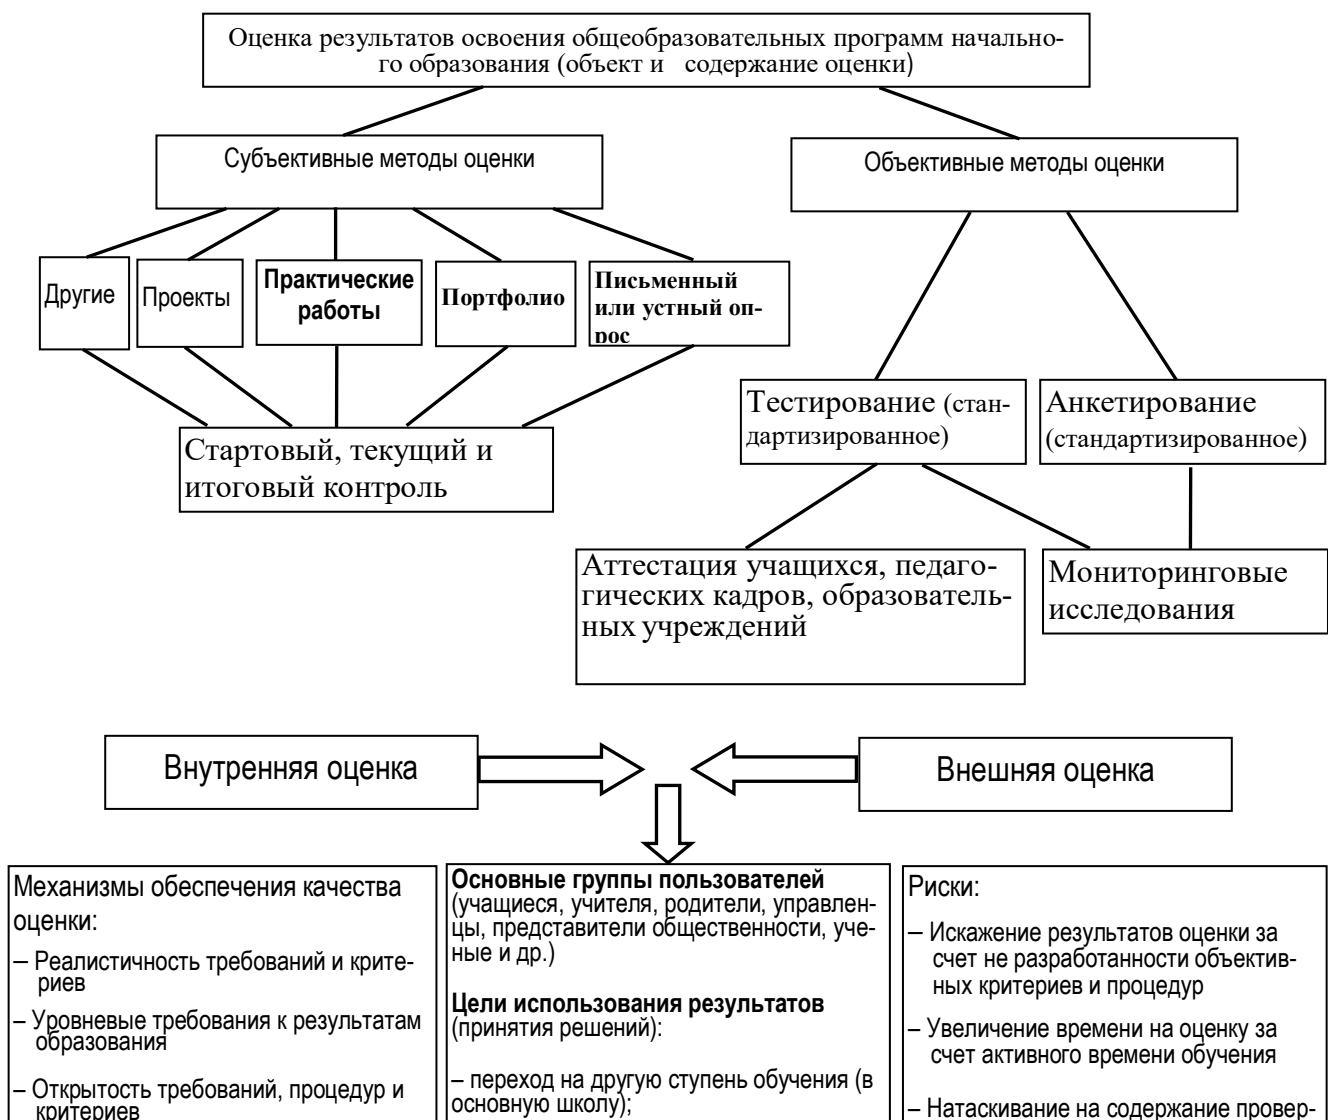 Оценка результатов освоения общеобразовательных программ начально-
го образования (объект и содержание оценки)
Субъективные методы оценки
Объективные методы оценки
Другие
Проекты
Практические
работы
Портфолио
Письменный
или устный оп-
рос
Тестирование (стан-
дартизированное)
Анкетирование
(стандартизированное)
Стартовый, текущий и
итоговый контроль
Аттестация учащихся, педаго-
гических кадров, образователь-
ных учреждений
Мониторинговые
исследования
Внутренняя оценка
Внешняя оценка
Механизмы обеспечения качества
оценки:
– Реалистичность требований и крите-
риев
– Уровневые требования к результатам
образования
– Открытость требований, процедур и
критериев
Основные группы пользователей
(учащиеся, учителя, родители, управлен-
цы, представители общественности, уче-
ные и др.)
Цели использования результатов
(принятия решений):
– переход на другую ступень обучения (в
основную школу);
Риски:
– Искажение результатов оценки за
счет не разработанности объектив-
ных критериев и процедур
– Увеличение времени на оценку за
счет активного времени обучения
– Натаскивание на содержание провер-